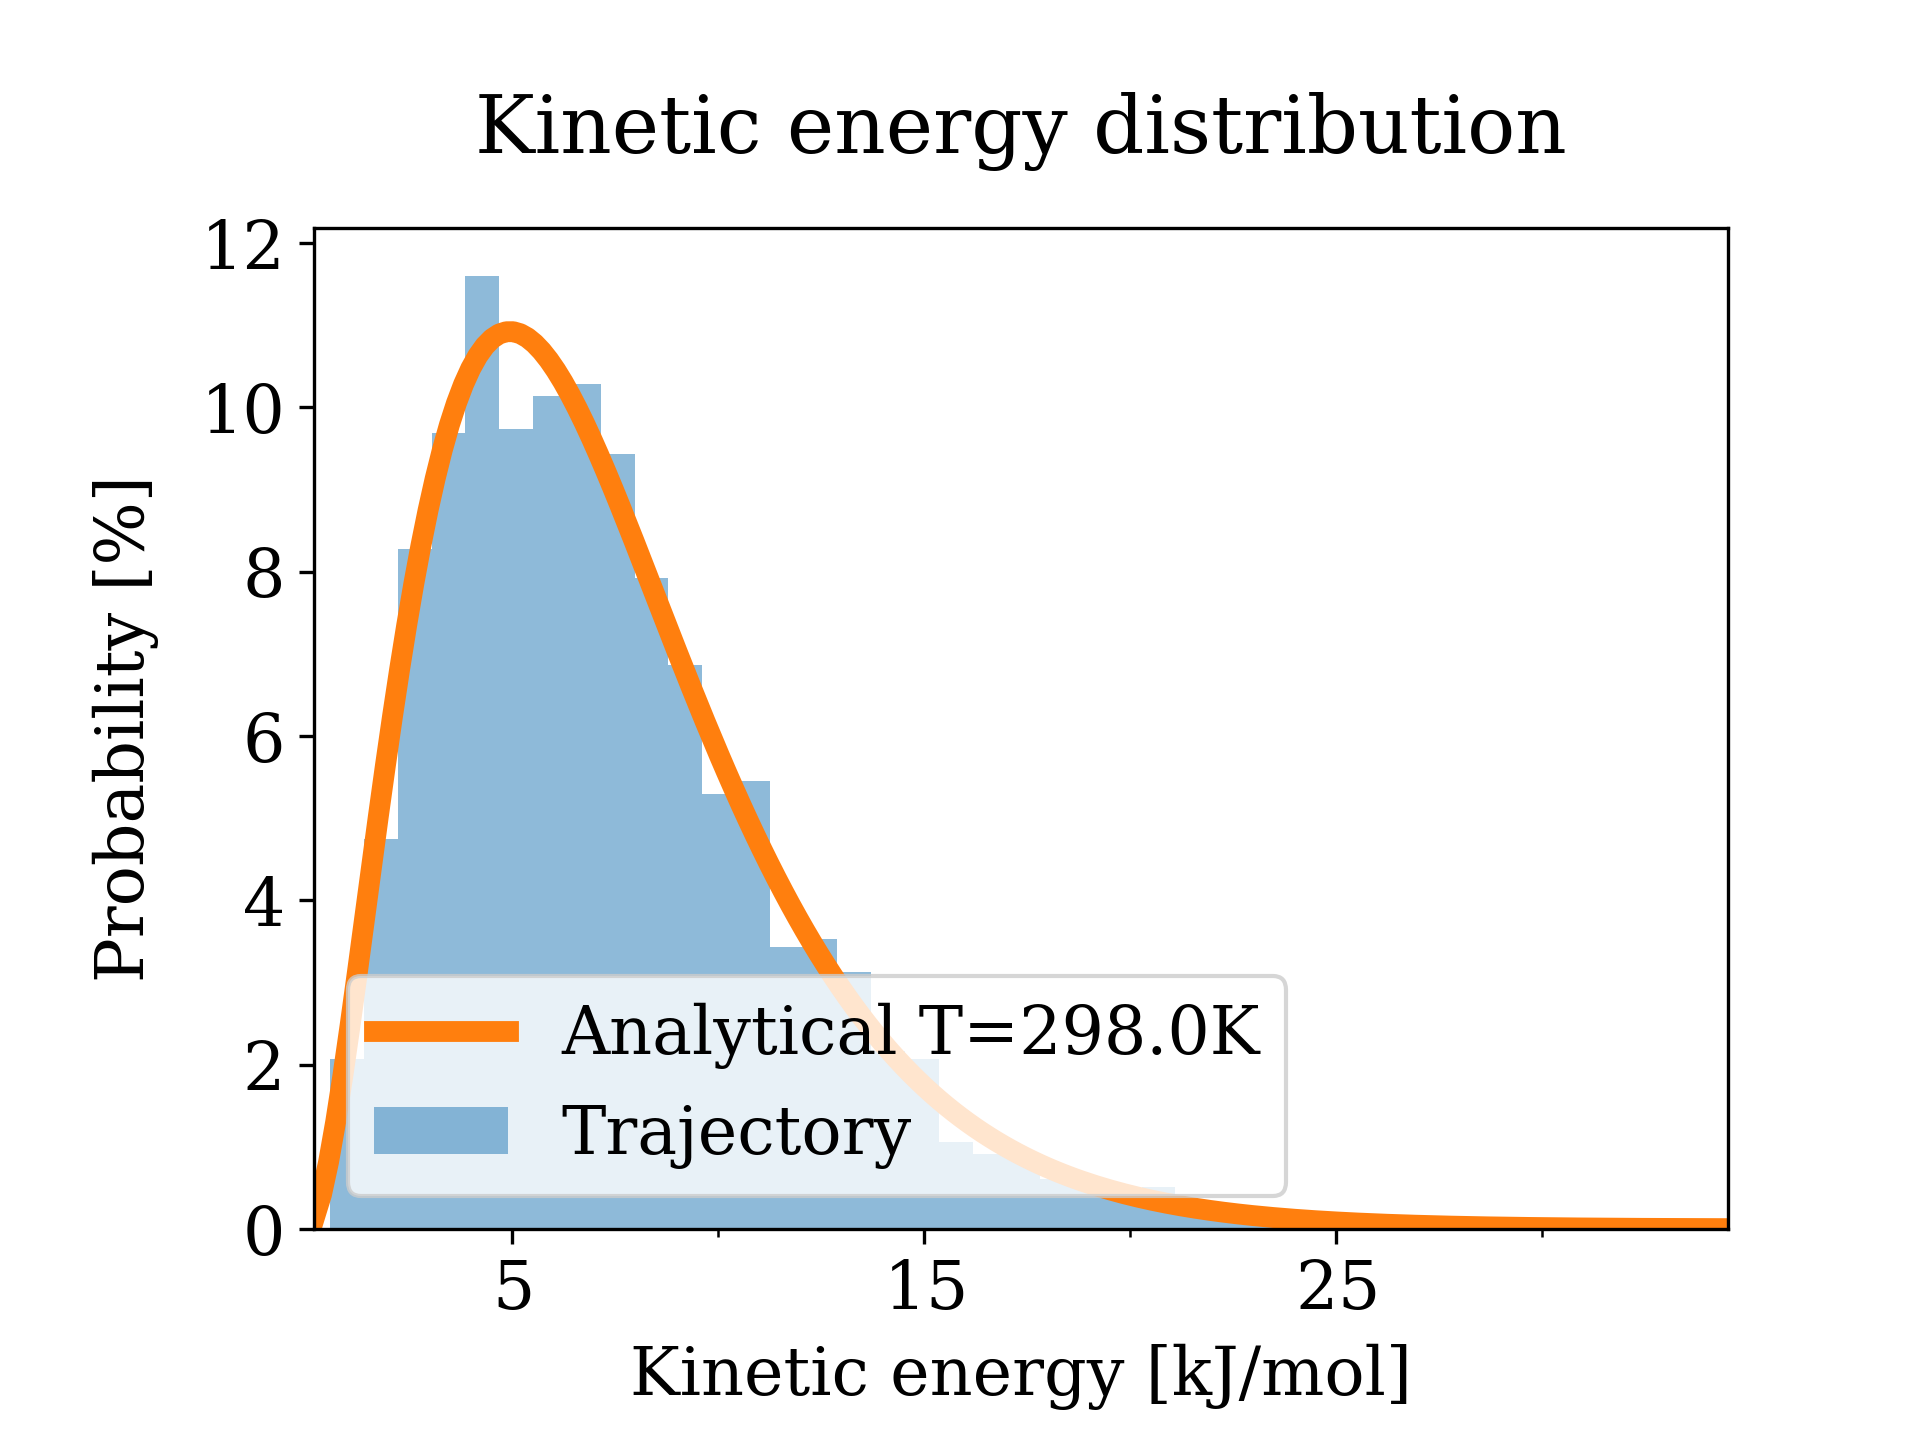 Kinetic energy distribution
12
10
8
6
4
2
0
Probability [%]
Analytical T=298.0K
Trajectory
5 15 25
Kinetic energy [kJ/mol]